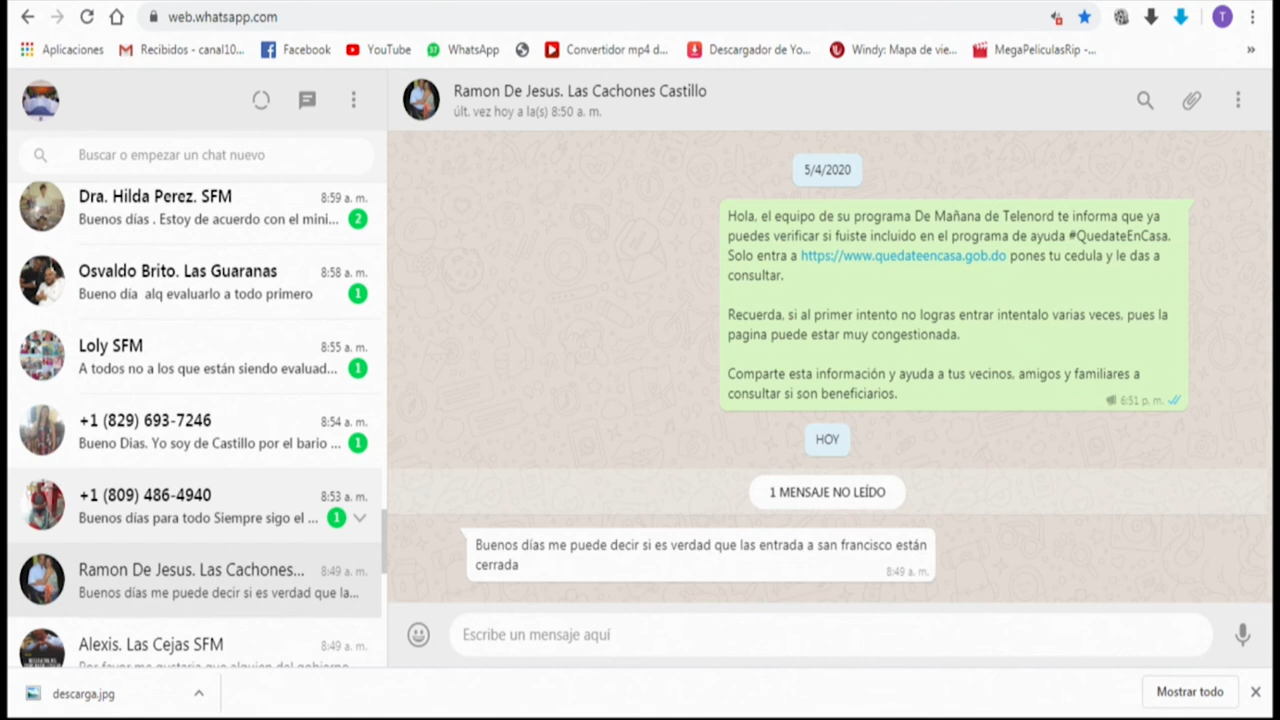 web.whatsapp.com
T
Aplicaciones
Recibidos - canal10...
Facebook
YouTube
WhatsApp
Convertidor mp4 d...
Descargador de Yo...
Windy: Mapa de vie...
MegaPeliculasRip -...
»
Buscar o empezar un chat nuevo
Dra. Hilda Perez. SFM 8:59 a. m.
Buenos días . Estoy de acuerdo con el mini... 2
Osvaldo Brito. Las Guaranas 8:58 a. m.
Bueno día alq evaluarlo a todo primero 1
Loly SFM 8:55 a. m.
A todos no a los que están siendo evaluad... 1
+1 (829) 693-7246 8:54 a. m.
Bueno Dias. Yo soy de Castillo por el bario ... 1
+1 (809) 486-4940 8:53 a. m.
Buenos días para todo Siempre sigo el ... 1
Ramon De Jesus. Las Cachones... 8:49 a. m.
Buenos días me puede decir si es verdad que la...
Alexis. Las Cejas SFM 8:49 a. m.
Por favor me gustaria que alguien del gobierno
Ramon De Jesus. Las Cachones Castillo
últ. vez hoy a la(s) 8:50 a. m.
5/4/2020
Hola, el equipo de su programa De Mañana de Telenord te informa que ya
puedes verificar si fuiste incluido en el programa de ayuda #QuedateEnCasa.
Solo entra a https://www.quedateencasa.gob.do pones tu cedula y le das a
consultar.
Recuerda, si al primer intento no logras entrar intentalo varias veces, pues la
pagina puede estar muy congestionada.
Comparte esta información y ayuda a tus vecinos, amigos y familiares a
consultar si son beneficiarios.
6:51 p. m.
HOY
1 MENSAJE NO LEÍDO
Buenos días me puede decir si es verdad que las entrada a san francisco están
cerrada
8:49 a. m.
Escribe un mensaje aquí
descarga.jpg
Mostrar todo